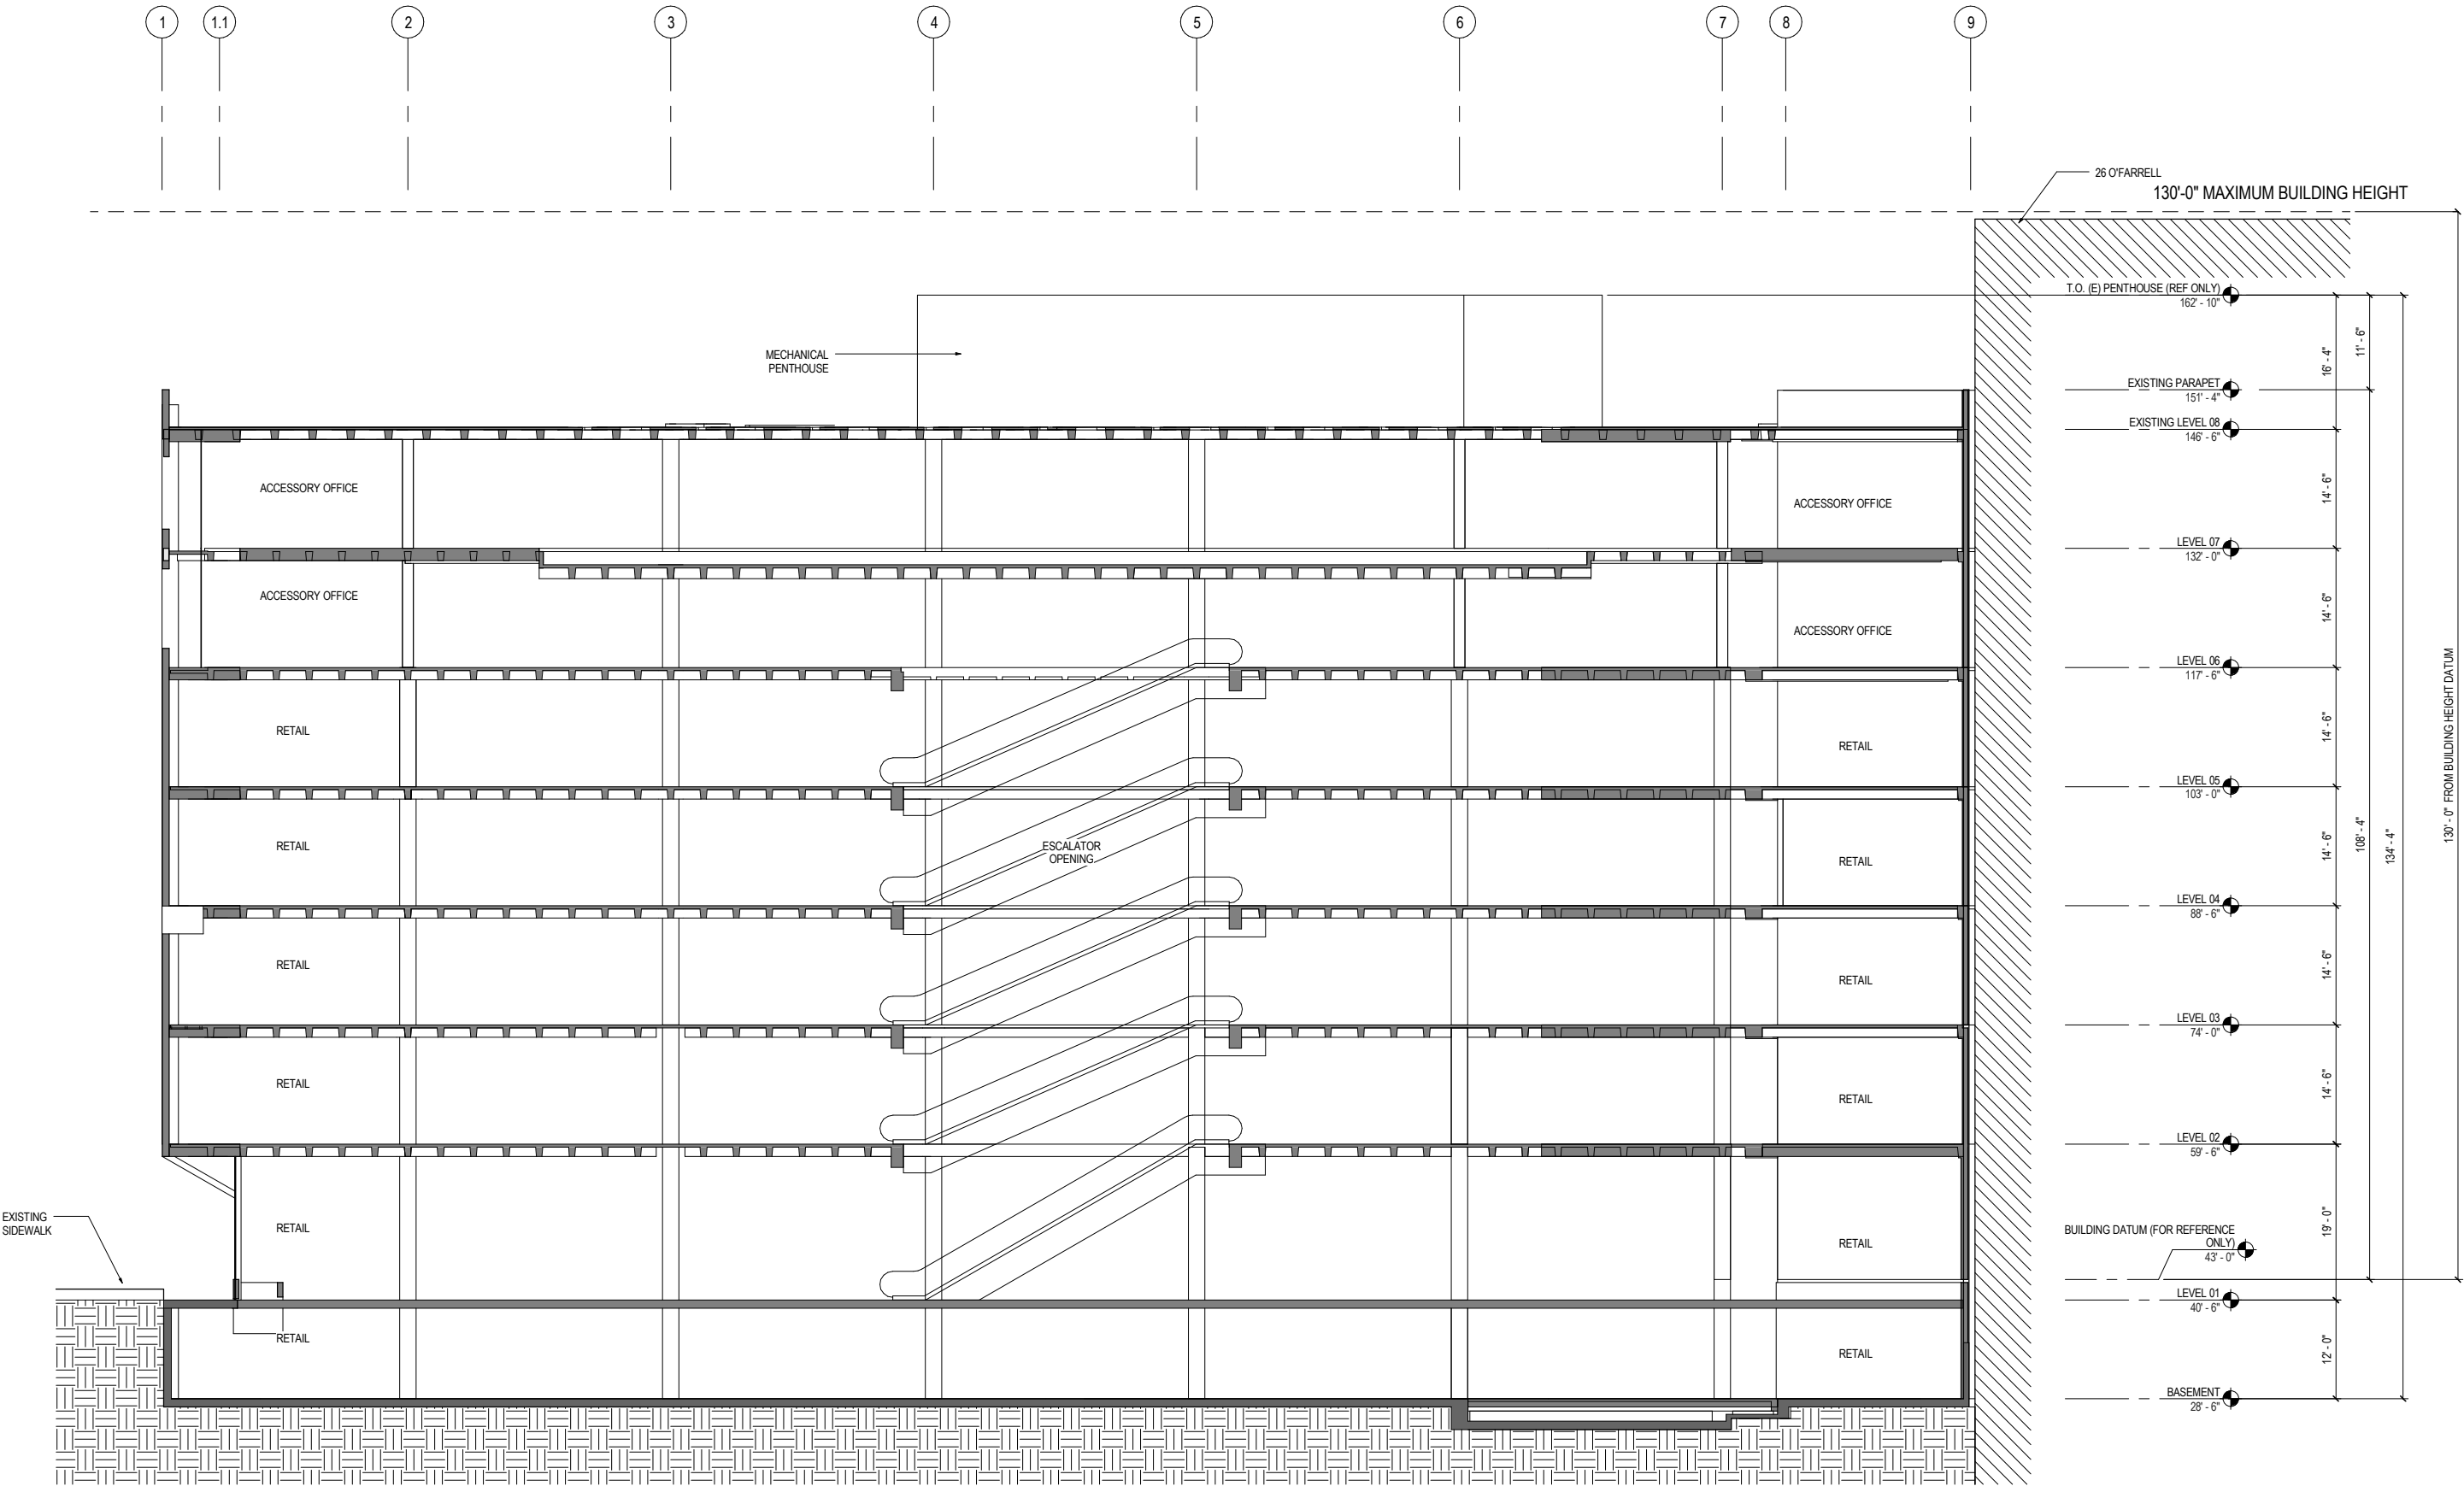 1
1.1
2
3
4
5
6
7
8
9
26 O'FARRELL
130'-0" MAXIMUM BUILDING HEIGHT
T.O. (E) PENTHOUSE (REF ONLY)
162' - 10"
MECHANICAL
PENTHOUSE
16' - 4"
11' - 6"
EXISTING PARAPET
151' - 4"
EXISTING LEVEL 08
146' - 6"
ACCESSORY OFFICE
ACCESSORY OFFICE
14' - 6"
LEVEL 07
132' - 0"
ACCESSORY OFFICE
ACCESSORY OFFICE
14' - 6"
LEVEL 06
117' - 6"
RETAIL
RETAIL
14' - 6"
130' - 0" FROM BUILDING HEIGHT DATUM
LEVEL 05
103' - 0"
RETAIL
ESCALATOR
OPENING
RETAIL
14' - 6"
108' - 4"
134' - 4"
LEVEL 04
88' - 6"
RETAIL
RETAIL
14' - 6"
LEVEL 03
74' - 0"
RETAIL
RETAIL
14' - 6"
LEVEL 02
59' - 6"
EXISTING
SIDEWALK
RETAIL
RETAIL
19' - 0"
BUILDING DATUM (FOR REFERENCE
ONLY)
43' - 0"
LEVEL 01
40' - 6"
RETAIL
RETAIL
12' - 0"
BASEMENT
28' - 6"